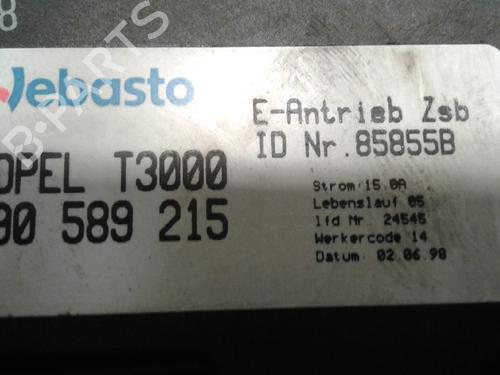 8
Webasto
OPEL T3000
90 589 215
E-Antrieb Zsb
ID Nr.85855B
Strom:15.0A
Lebenslauf 05
lfd Nr. 24545
Werkercode 14
Datum: 02.06.98
B-PARTS